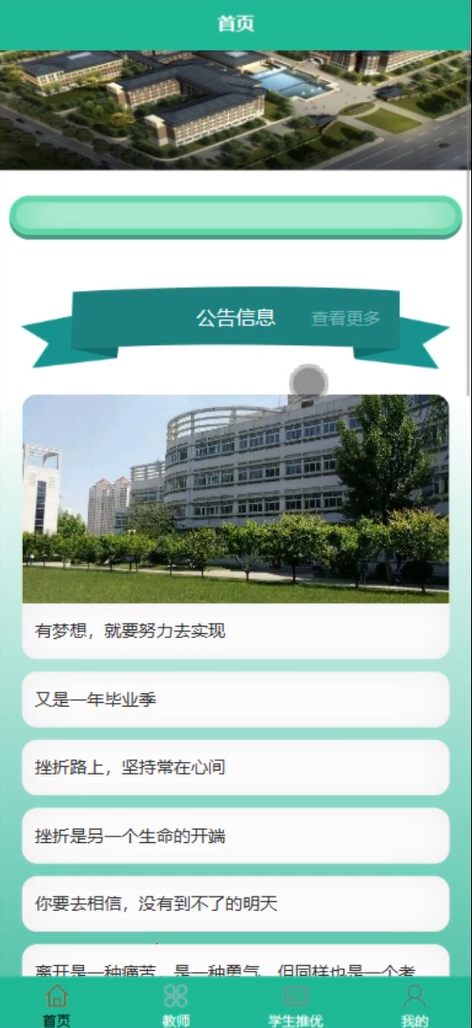 首页
公告信息
查看更多
有梦想，就要努力去实现
又是一年毕业季
挫折路上，坚持常在心间
挫折是另一个生命的开端
你要去相信，没有到不了的明天
离开是一种痛苦，是一种勇气，但同样也是一个考
首页
教师
学生推优
我的